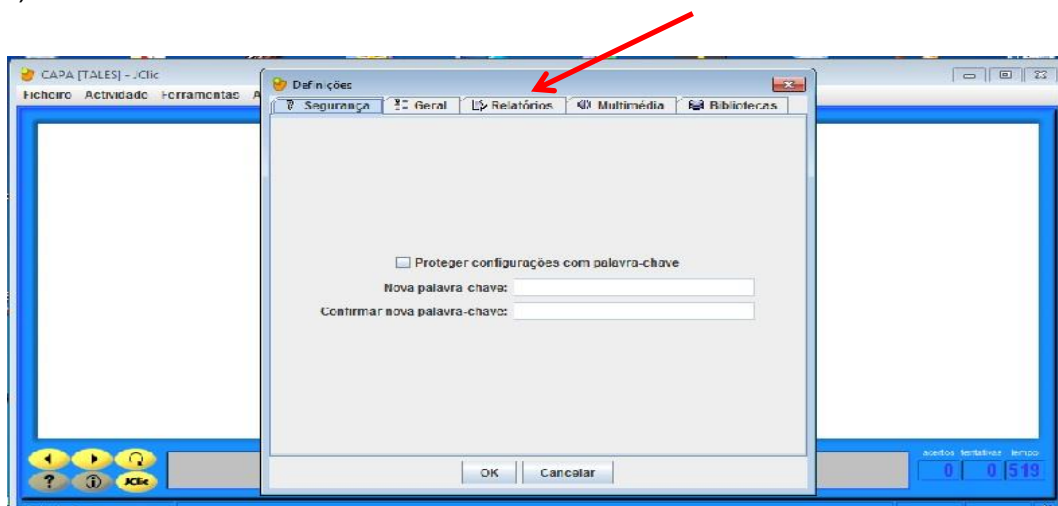 CAPA [TALES] - JClic
Definições
Ficheiro Actividade Ferramentas A
Segurança Geral Relatórios Multimédia Bibliotecas
Proteger configurações com palavra-chave
Nova palavra chave:
Confirmar nova palavra-chave:
OK Cancelar
acertos tentativas tempo
0 0 519
? JClic